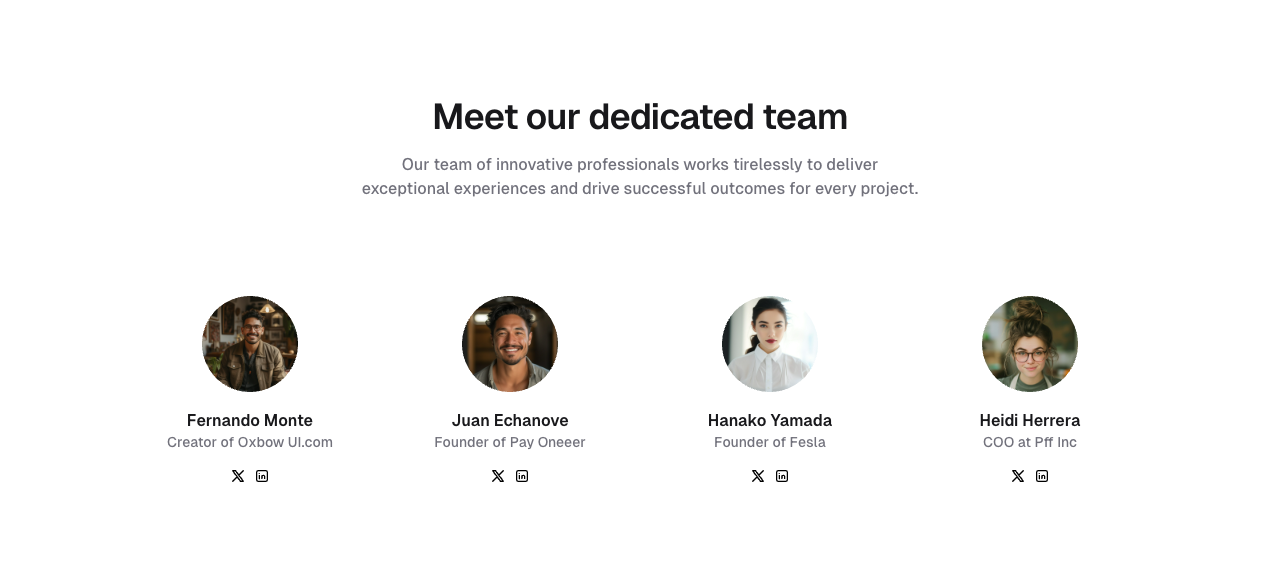 Meet our dedicated team
Our team of innovative professionals works tirelessly to deliver
exceptional experiences and drive successful outcomes for every project.
Fernando Monte
Creator of Oxbow UI.com
Juan Echanove
Founder of Pay Oneeer
Hanako Yamada
Founder of Fesla
Heidi Herrera
COO at Pff Inc